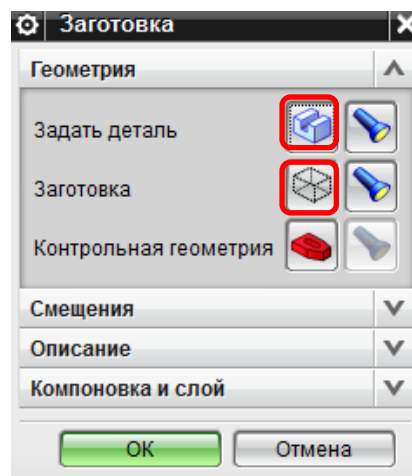 Заготовка
Геометрия
Задать деталь
Заготовка
Контрольная геометрия
Смещения
Описание
Компоновка и слой
ОК Отмена